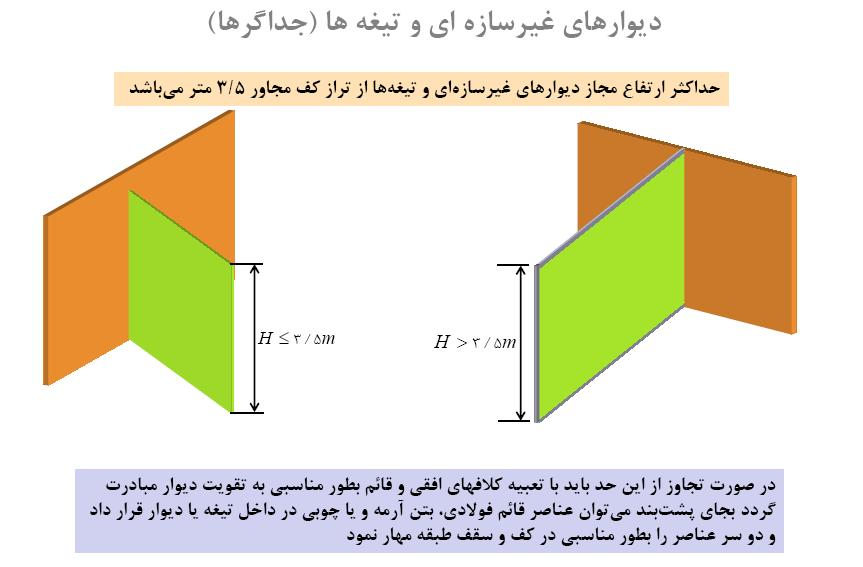 دیوارهای غیرسازه ای و تیغه ها (جداگرها)
حداکثر ارتفاع مجاز دیوارهای غیرسازه‌ای و تیغه‌ها از تراز کف مجاور ۳/۵ متر می‌باشد
H ≤ ۳ / ۵m
H > ۳ / ۵m
در صورت تجاوز از این حد باید با تعبیه کلافهای افقی و قائم بطور مناسبی به تقویت دیوار مبادرت
گردد بجای پشت‌بند می‌توان عناصر قائم فولادی، بتن آرمه و یا چوبی در داخل تیغه یا دیوار قرار داد
و دو سر عناصر را بطور مناسبی در کف و سقف طبقه مهار نمود